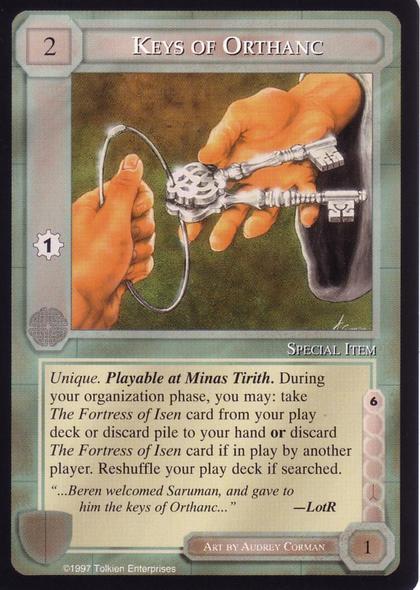 2
KEYS OF ORTHANC
1
SPECIAL ITEM
Unique. Playable at Minas Tirith. During
your organization phase, you may: take
The Fortress of Isen card from your play
deck or discard pile to your hand or discard
The Fortress of Isen card if in play by another
player. Reshuffle your play deck if searched.
6
"...Beren welcomed Saruman, and gave to
him the keys of Orthanc..." —LotR
ART BY AUDREY CORMAN
1
©1997 Tolkien Enterprises